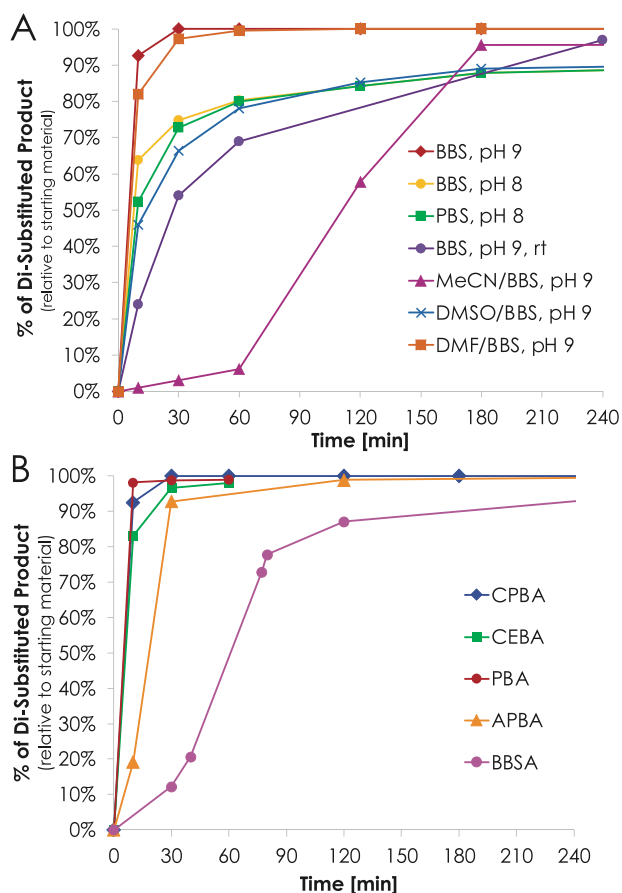 A
% of Di-Substituted Product
(relative to starting material)
100%
90%
80%
70%
60%
50%
40%
30%
20%
10%
0%
BBS, pH 9
BBS, pH 8
PBS, pH 8
BBS, pH 9, rt
MeCN/BBS, pH 9
DMSO/BBS, pH 9
DMF/BBS, pH 9
0 30 60 90 120 150 180 210 240
Time [min]
B
% of Di-Substituted Product
(relative to starting material)
100%
90%
80%
70%
60%
50%
40%
30%
20%
10%
0%
CPBA
CEBA
PBA
APBA
BBSA
0 30 60 90 120 150 180 210 240
Time [min]